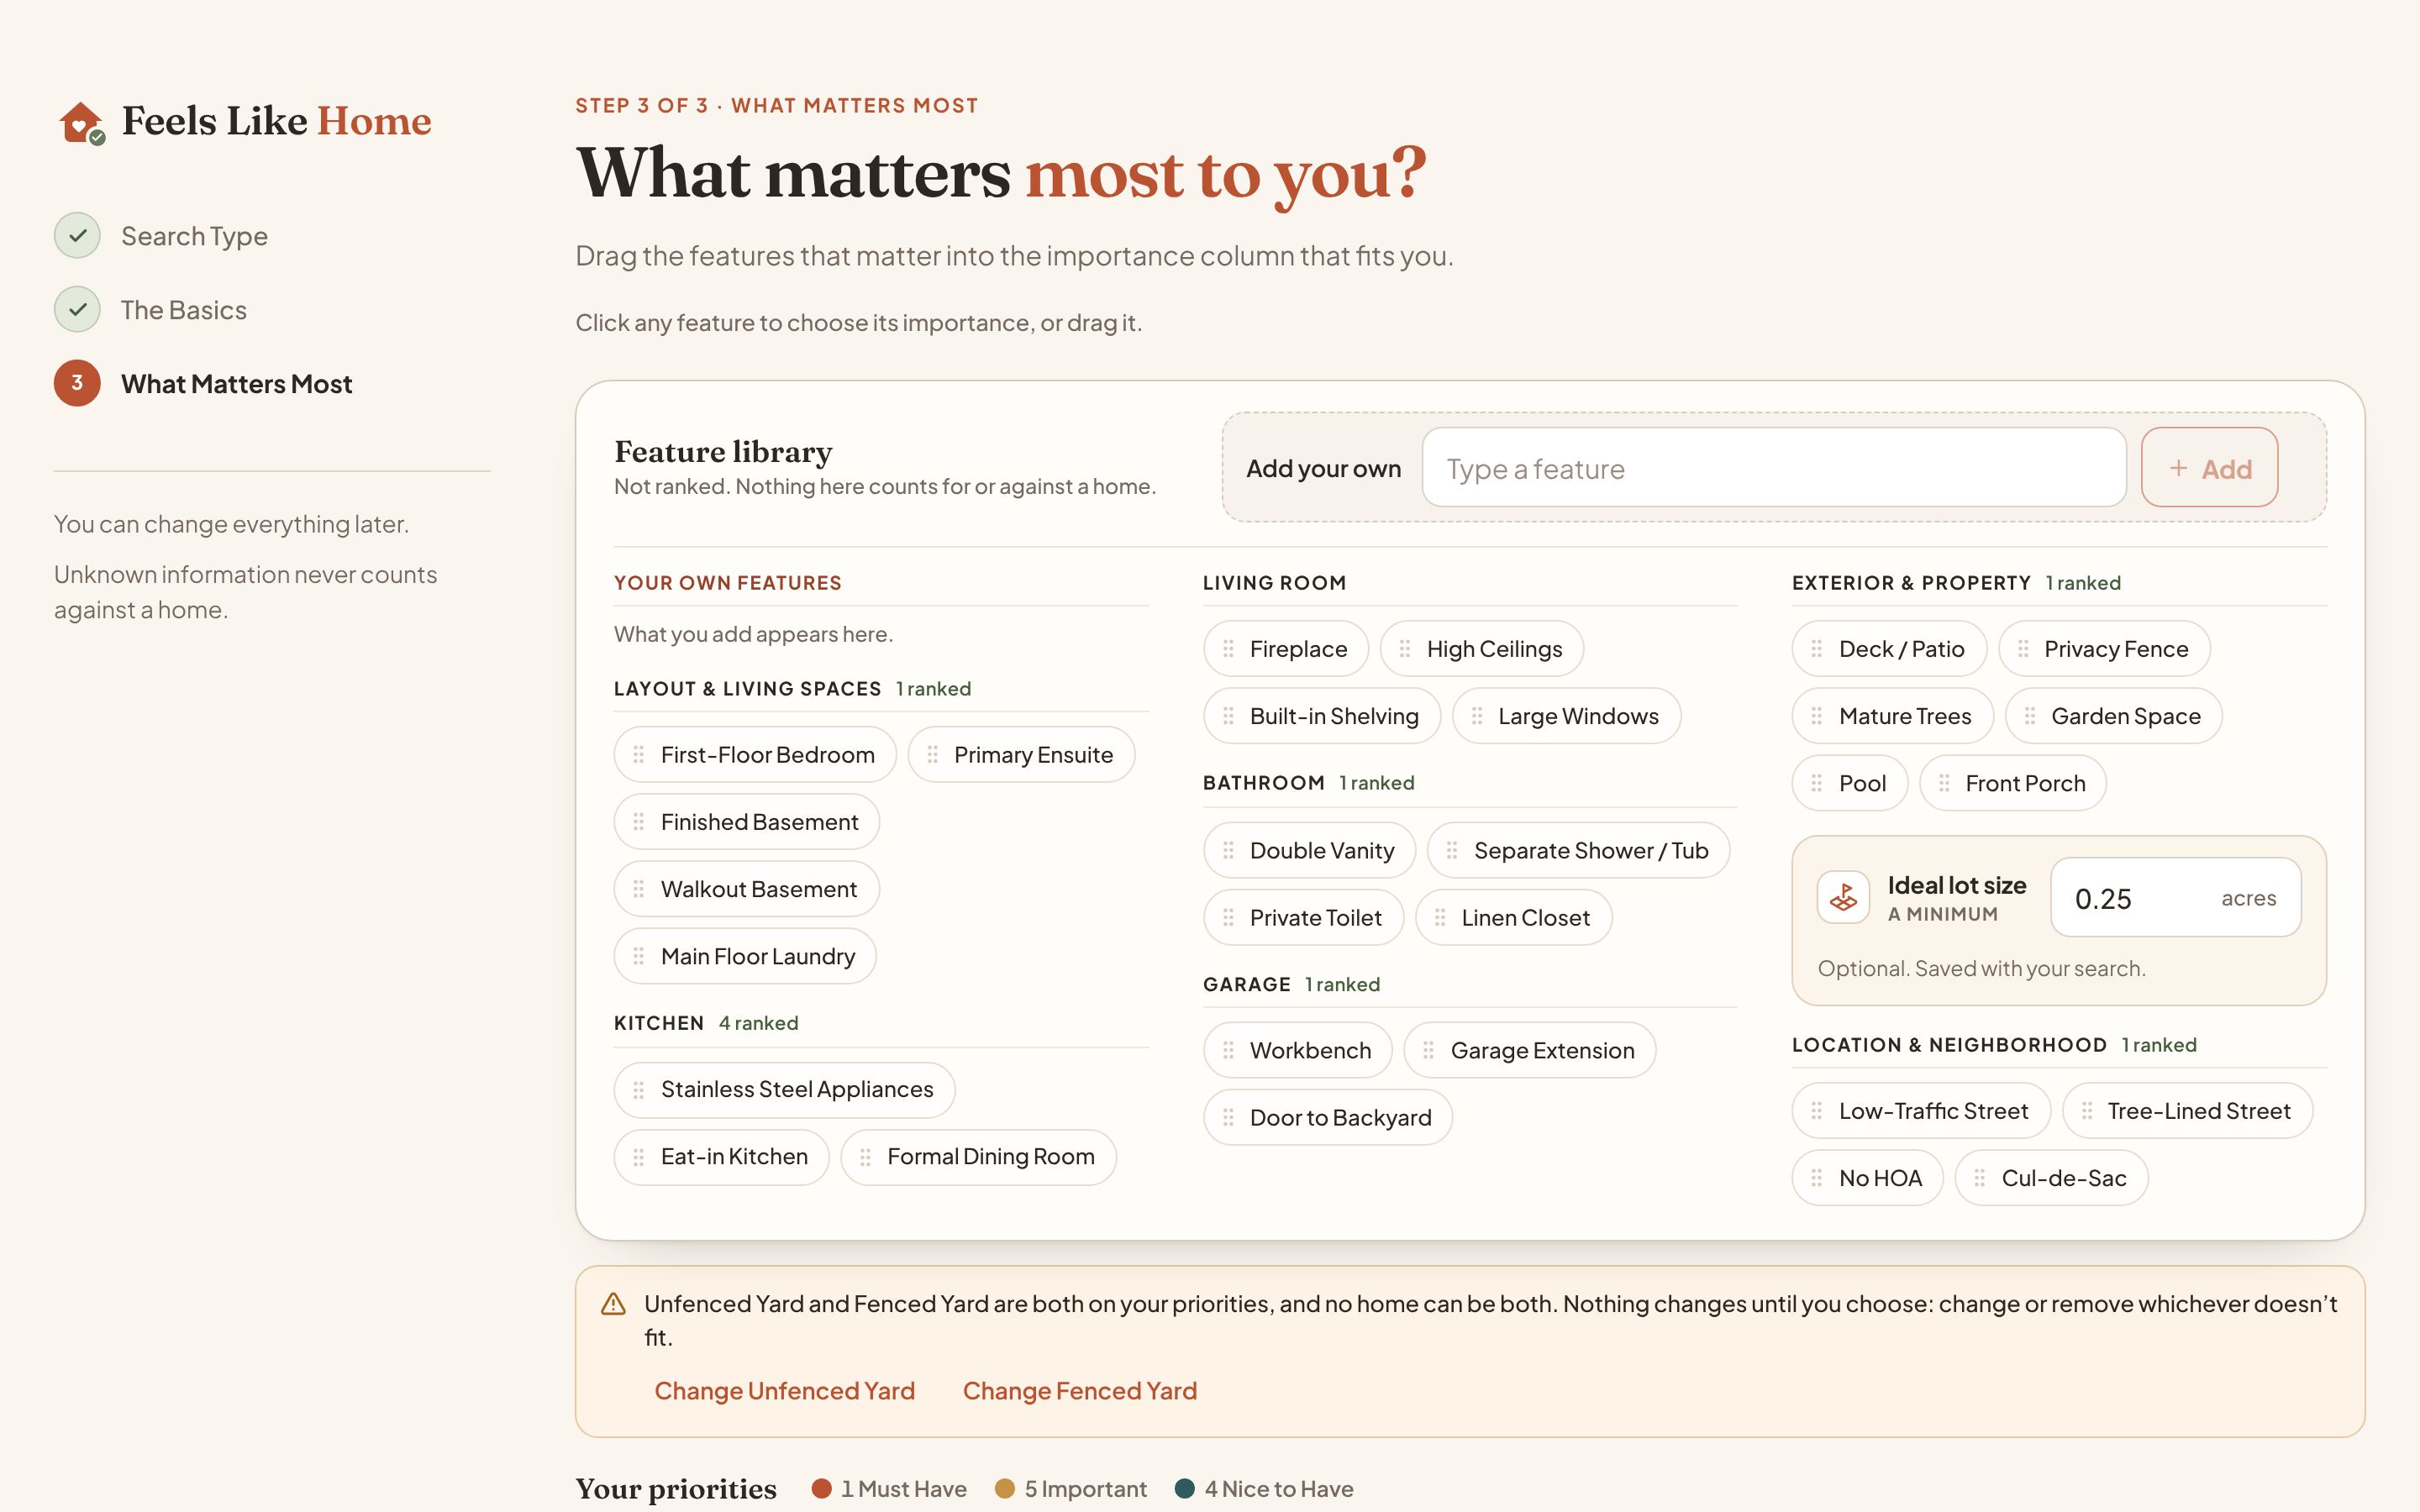 Feels Like Home
Search Type
The Basics
3 What Matters Most
You can change everything later.
Unknown information never counts
against a home.
STEP 3 OF 3 · WHAT MATTERS MOST
What matters most to you?
Drag the features that matter into the importance column that fits you.
Click any feature to choose its importance, or drag it.
Feature library
Not ranked. Nothing here counts for or against a home.
Add your own
Type a feature
+ Add
YOUR OWN FEATURES
What you add appears here.
LAYOUT & LIVING SPACES 1 ranked
First-Floor Bedroom
Primary Ensuite
Finished Basement
Walkout Basement
Main Floor Laundry
KITCHEN 4 ranked
Stainless Steel Appliances
Eat-in Kitchen
Formal Dining Room
LIVING ROOM
Fireplace
High Ceilings
Built-in Shelving
Large Windows
BATHROOM 1 ranked
Double Vanity
Separate Shower / Tub
Private Toilet
Linen Closet
GARAGE 1 ranked
Workbench
Garage Extension
Door to Backyard
EXTERIOR & PROPERTY 1 ranked
Deck / Patio
Privacy Fence
Mature Trees
Garden Space
Pool
Front Porch
Ideal lot size
A MINIMUM
0.25 acres
Optional. Saved with your search.
LOCATION & NEIGHBORHOOD 1 ranked
Low-Traffic Street
Tree-Lined Street
No HOA
Cul-de-Sac
Unfenced Yard and Fenced Yard are both on your priorities, and no home can be both. Nothing changes until you choose: change or remove whichever doesn’t
fit.
Change Unfenced Yard
Change Fenced Yard
Your priorities
1 Must Have
5 Important
4 Nice to Have